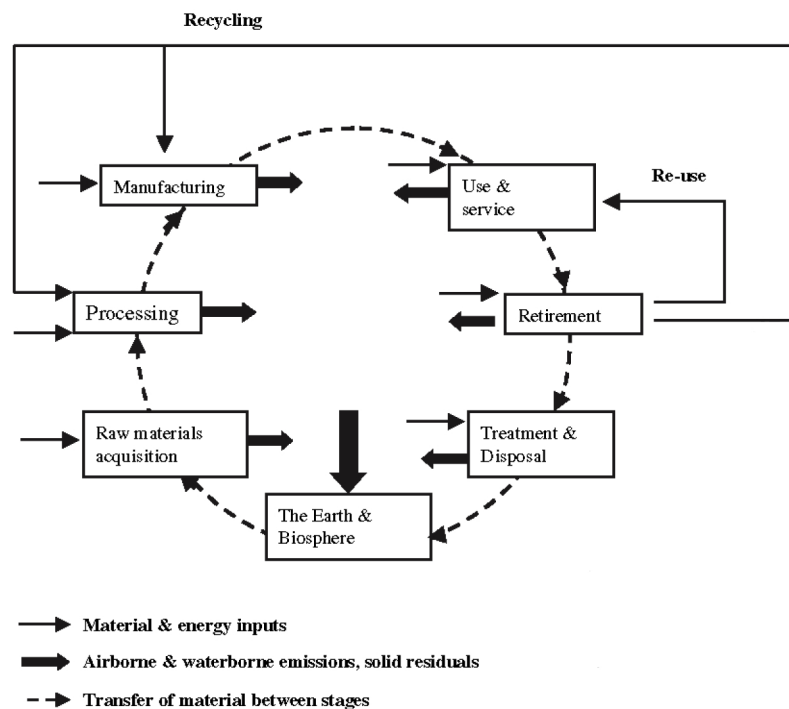 Recycling
Manufacturing
Use &
service
Re-use
Processing
Retirement
Raw materials
acquisition
Treatment &
Disposal
The Earth &
Biosphere
Material & energy inputs
Airborne & waterborne emissions, solid residuals
Transfer of material between stages